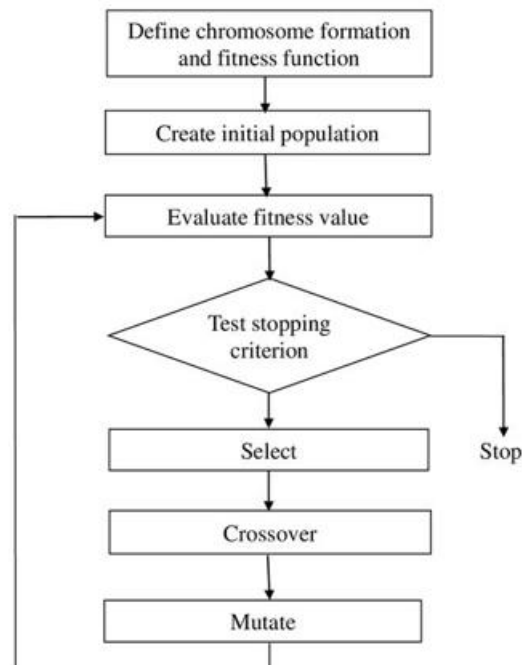 Define chromosome formation
and fitness function
Create initial population
Evaluate fitness value
Test stopping
criterion
Select
Stop
Crossover
Mutate